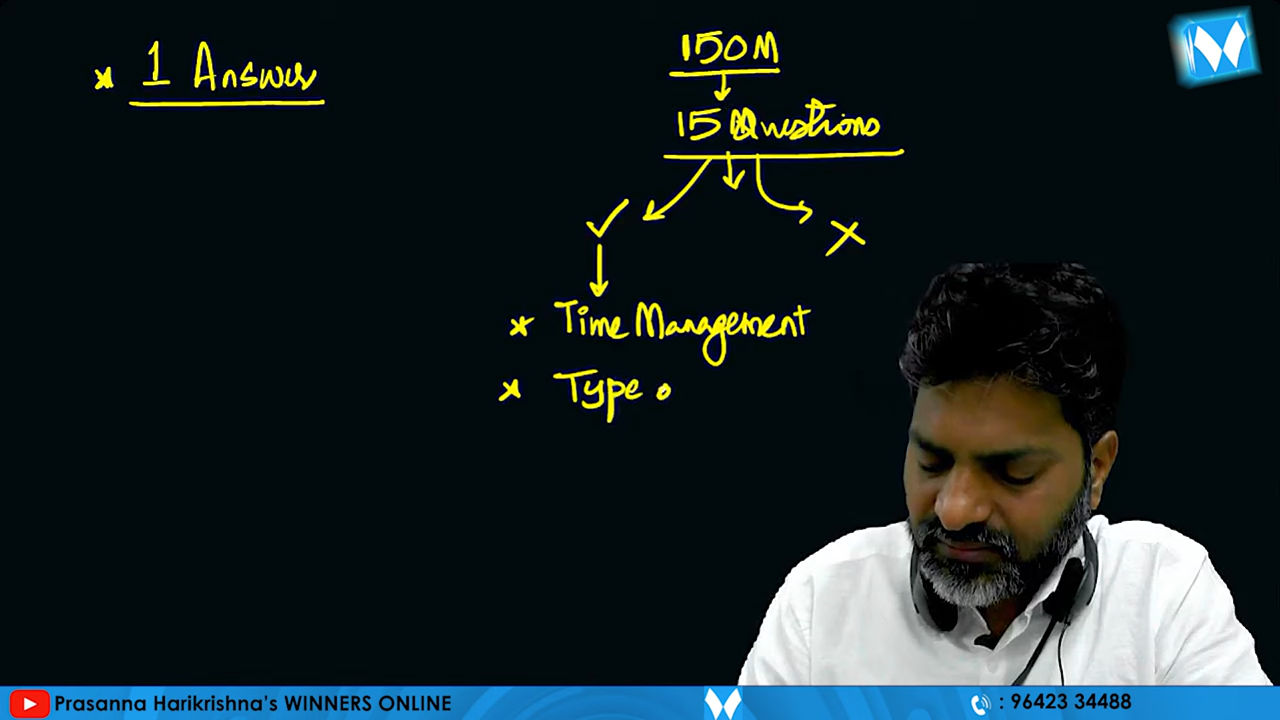 * 1 Answer
150M
15 Questions
* Time Management
* Type o
Prasanna Harikrishna's WINNERS ONLINE
: 96423 34488